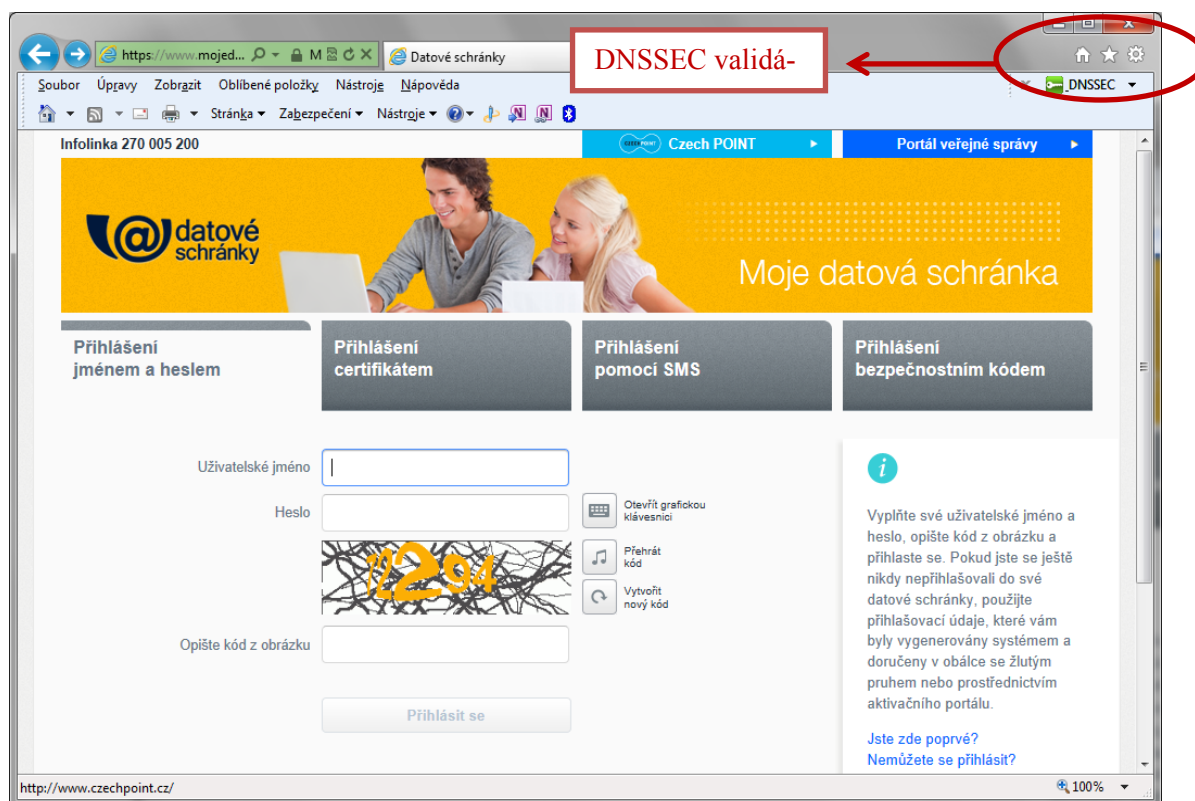 DNSSEC validá-
https://www.mojed...
Datové schránky
Soubor Úpravy Zobrazit Oblíbené položky Nástroje Nápověda
_DNSSEC
Stránka Zabezpečení Nástroje
Infolinka 270 005 200
Czech POINT
Portál veřejné správy
datové
schránky
Moje datová schránka
Přihlášení
jménem a heslem
Přihlášení
certifikátem
Přihlášení
pomocí SMS
Přihlášení
bezpečnostním kódem
Uživatelské jméno
Heslo
Otevřít grafickou
klávesnici
Přehrát
kód
Vytvořit
nový kód
Opište kód z obrázku
Přihlásit se
Vyplňte své uživatelské jméno a
heslo, opište kód z obrázku a
přihlaste se. Pokud jste se ještě
nikdy nepřihlašovali do své
datové schránky, použijte
přihlašovací údaje, které vám
byly vygenerovány systémem a
doručeny v obálce se žlutým
pruhem nebo prostřednictvím
aktivačního portálu.
Jste zde poprvé?
Nemůžete se přihlásit?
http://www.czechpoint.cz/
100%